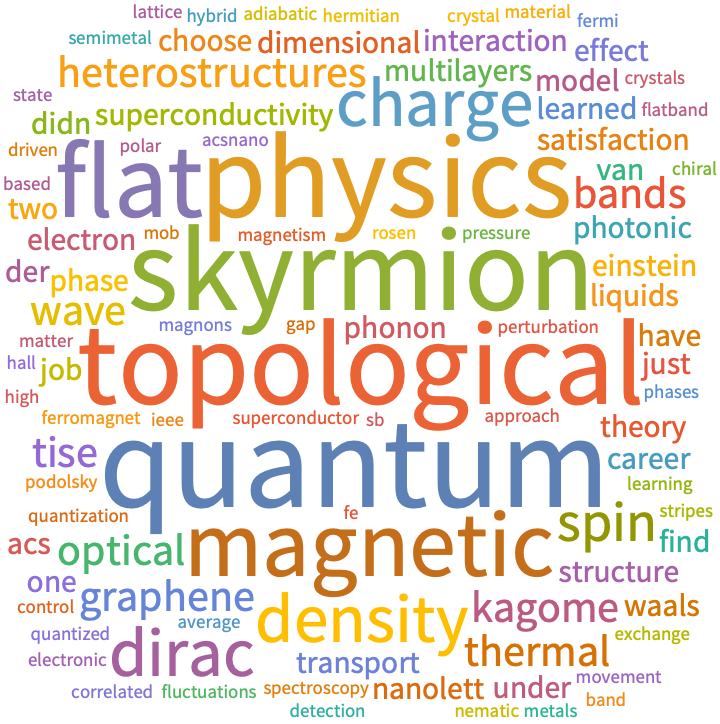 lattice hybrid adiabatic hermitian crystal material fermi
semimetal choose dimensional interaction effect
heterostructures multilayers model crystals
state superconductivity charge learned flatband
didn acsnano satisfaction
driven polar flat physics van chiral
based two bands
electron mob magnetism rosen pressure photonic
der phase skyrmion einstein
wave liquids
magnons gap phonon perturbation have
matter topological just
hall job phases
high
ferromagnet ieee superconductor sb approach theory
tise quantum career
podolsky learning
quantization fe spin stripes
acs optical magnetic find
one structure
control graphene density kagome waals
quantized average exchange
electronic dirac transport thermal
correlated fluctuations spectroscopy nanolett under movement
band
detection nematic metals